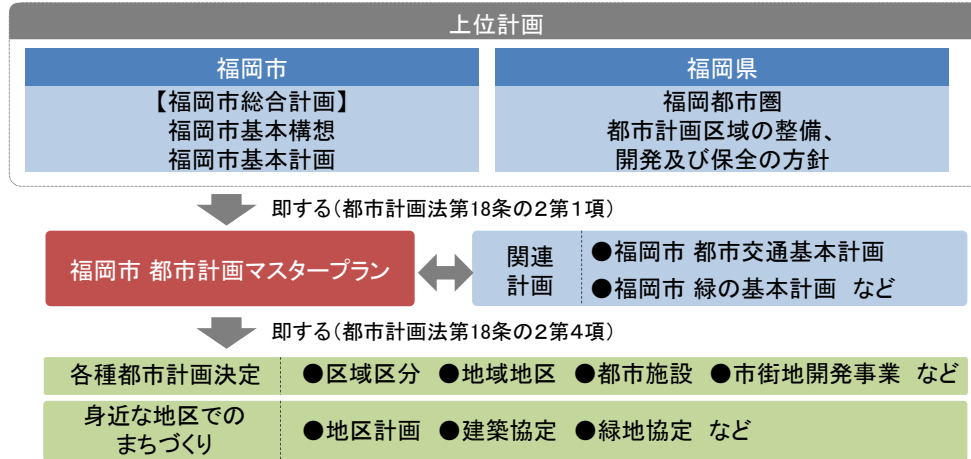 上位計画
福岡市
【福岡市総合計画】
福岡市基本構想
福岡市基本計画
福岡県
福岡都市圏
都市計画区域の整備、
開発及び保全の方針
即する(都市計画法第18条の2第1項)
福岡市 都市計画マスタープラン
関連
計画
●福岡市 都市交通基本計画
●福岡市 緑の基本計画 など
即する(都市計画法第18条の2第4項)
各種都市計画決定
●区域区分 ●地域地区 ●都市施設 ●市街地開発事業 など
身近な地区での
まちづくり
●地区計画 ●建築協定 ●緑地協定 など